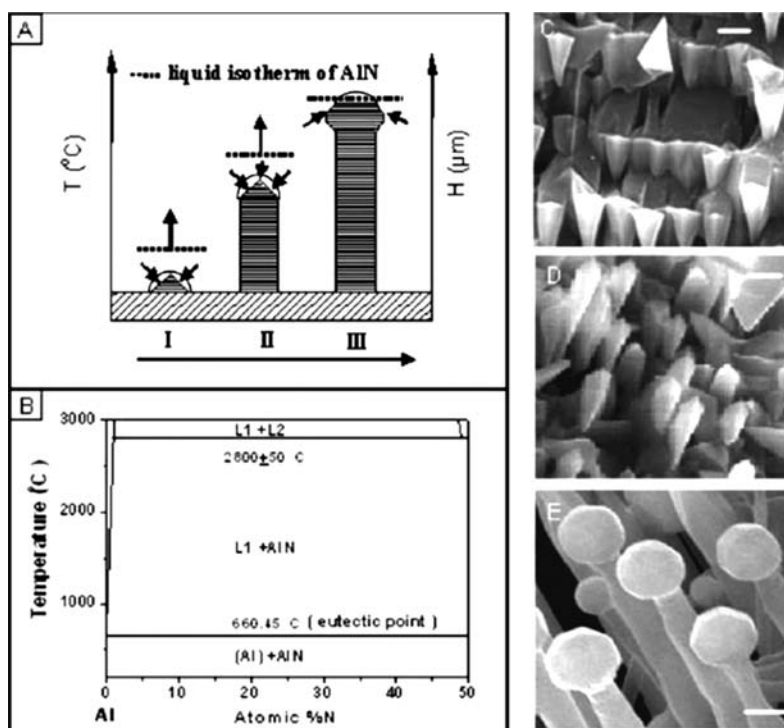 A
liquid isotherm of AlN
T (°C)
H (µm)
I II III
B
3000
2000
1000
Temperature (°C)
L1 +L2
2800±50 C
L1 +AlN
660.45 C ( eutectic point )
(Al) +AlN
0 10 20 30 40 50
Al Atomic %N
C
D
E